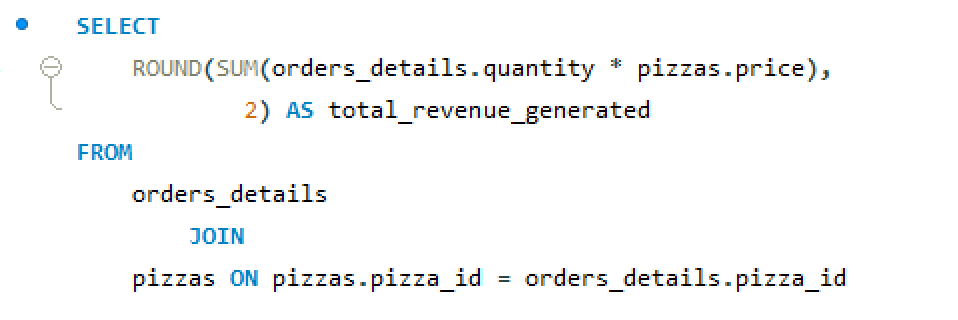 SELECT
ROUND(SUM(orders_details.quantity * pizzas.price),
2) AS total_revenue_generated
FROM
orders_details
JOIN
pizzas ON pizzas.pizza_id = orders_details.pizza_id